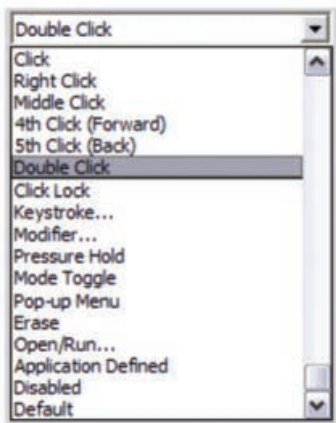 Double Click
Click
Right Click
Middle Click
4th Click (Forward)
5th Click (Back)
Double Click
Click Lock
Keystroke...
Modifier...
Pressure Hold
Mode Toggle
Pop-up Menu
Erase
Open/Run...
Application Defined
Disabled
Default